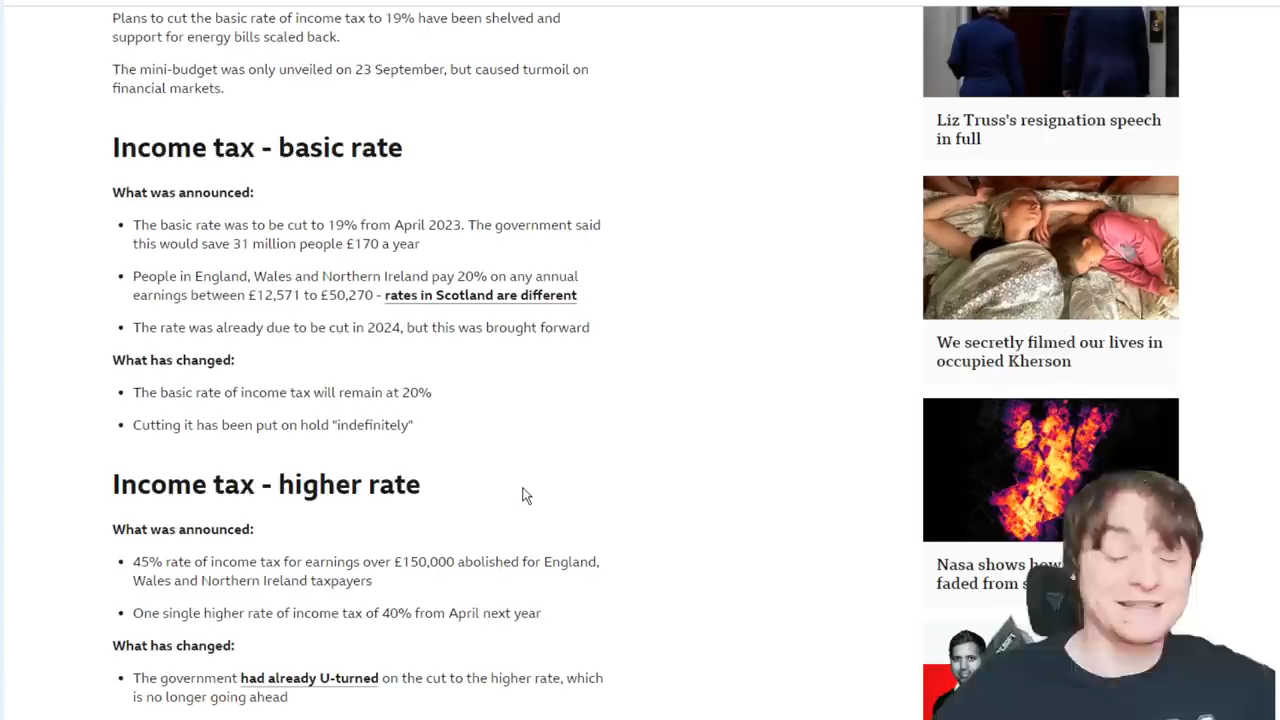 Plans to cut the basic rate of income tax to 19% have been shelved and
support for energy bills scaled back.
The mini-budget was only unveiled on 23 September, but caused turmoil on
financial markets.
Income tax - basic rate
What was announced:
The basic rate was to be cut to 19% from April 2023. The government said
this would save 31 million people £170 a year
People in England, Wales and Northern Ireland pay 20% on any annual
earnings between £12,571 to £50,270 - rates in Scotland are different
The rate was already due to be cut in 2024, but this was brought forward
What has changed:
The basic rate of income tax will remain at 20%
Cutting it has been put on hold "indefinitely"
Income tax - higher rate
What was announced:
45% rate of income tax for earnings over £150,000 abolished for England,
Wales and Northern Ireland taxpayers
One single higher rate of income tax of 40% from April next year
What has changed:
The government had already U-turned on the cut to the higher rate, which
is no longer going ahead
Liz Truss's resignation speech
in full
We secretly filmed our lives in
occupied Kherson
Nasa shows how
faded from